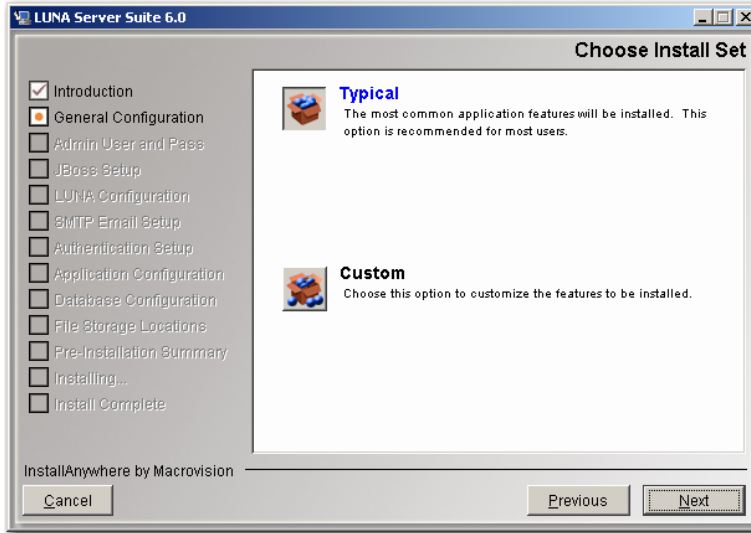 LUNA Server Suite 6.0
Choose Install Set
Introduction
General Configuration
Admin User and Pass
JBoss Setup
LUNA Configuration
SMTP Email Setup
Authentication Setup
Application Configuration
Database Configuration
File Storage Locations
Pre-Installation Summary
Installing...
Install Complete
Typical
The most common application features will be installed. This
option is recommended for most users.
Custom
Choose this option to customize the features to be installed.
InstallAnywhere by Macrovision
Cancel
Previous
Next